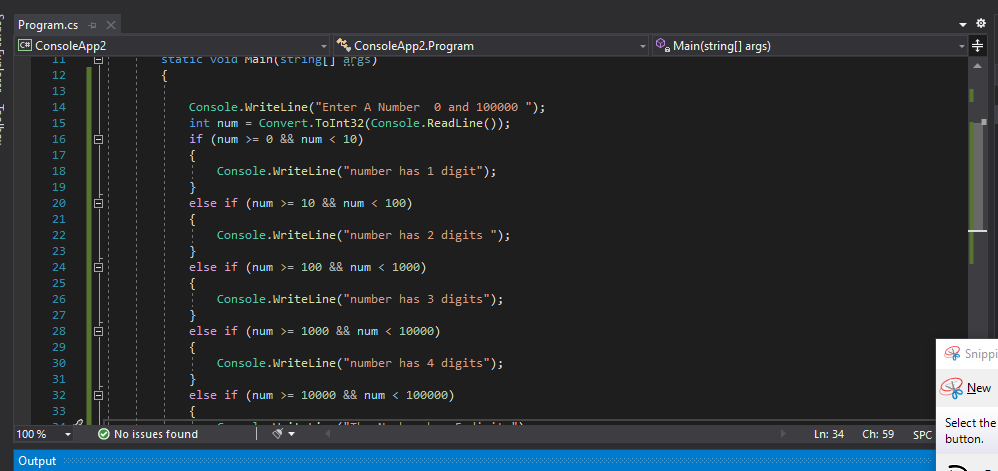 Program.cs
C# ConsoleApp2
ConsoleApp2.Program
Main(string[] args)
11 static void Main(string[] args)
12 {
13
14 Console.WriteLine("Enter A Number  0 and 100000 ");
15 int num = Convert.ToInt32(Console.ReadLine());
16 if (num >= 0 && num < 10)
17 {
18 Console.WriteLine("number has 1 digit");
19 }
20 else if (num >= 10 && num < 100)
21 {
22 Console.WriteLine("number has 2 digits ");
23 }
24 else if (num >= 100 && num < 1000)
25 {
26 Console.WriteLine("number has 3 digits");
27 }
28 else if (num >= 1000 && num < 10000)
29 {
30 Console.WriteLine("number has 4 digits");
31 }
32 else if (num >= 10000 && num < 100000)
33 {
Snippi
New
Select the
button.
100 %
No issues found
Ln: 34
Ch: 59
SPC
Output